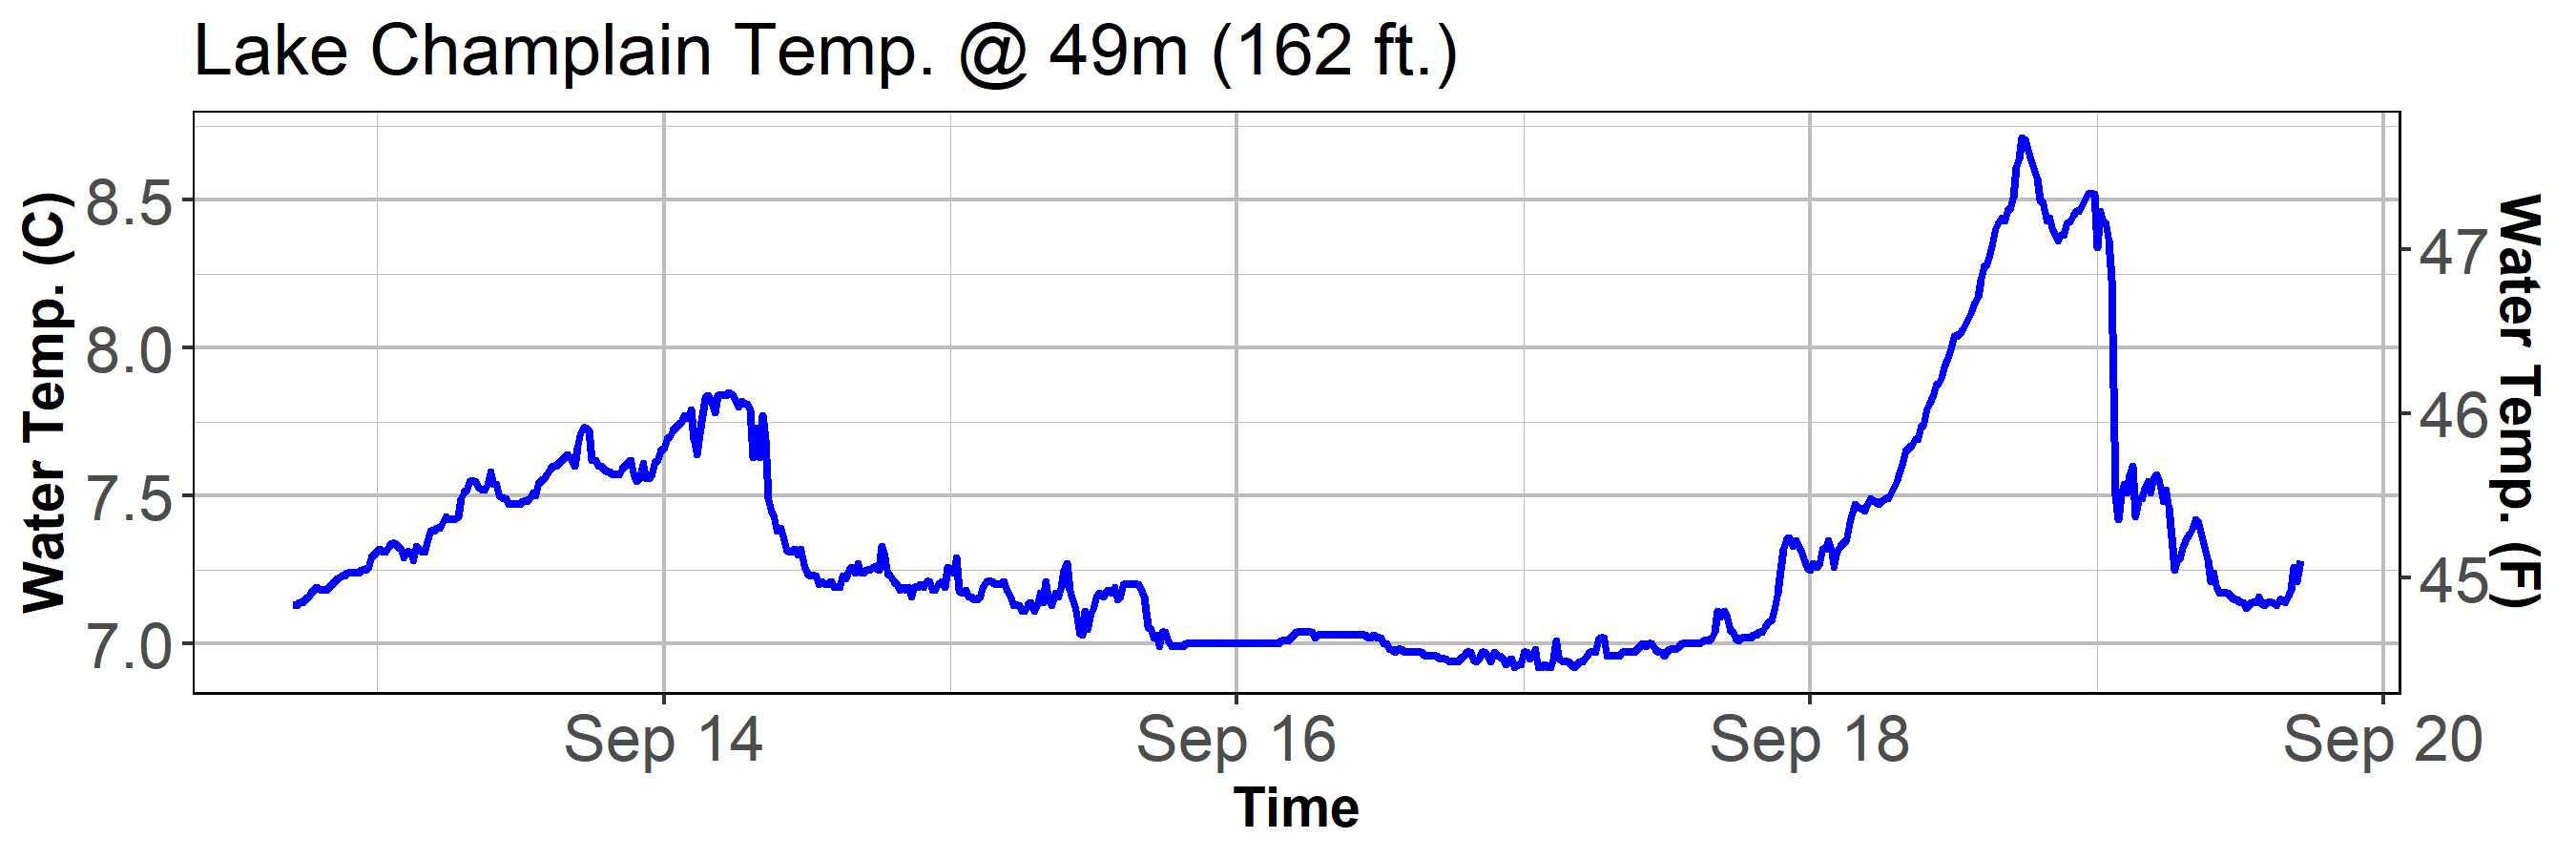 Lake Champlain Temp. @ 49m (162 ft.)
Water Temp. (C)
8.5
8.0
7.5
7.0
47
46
45
Water Temp. (F)
Sep 14
Sep 16
Sep 18
Sep 20
Time